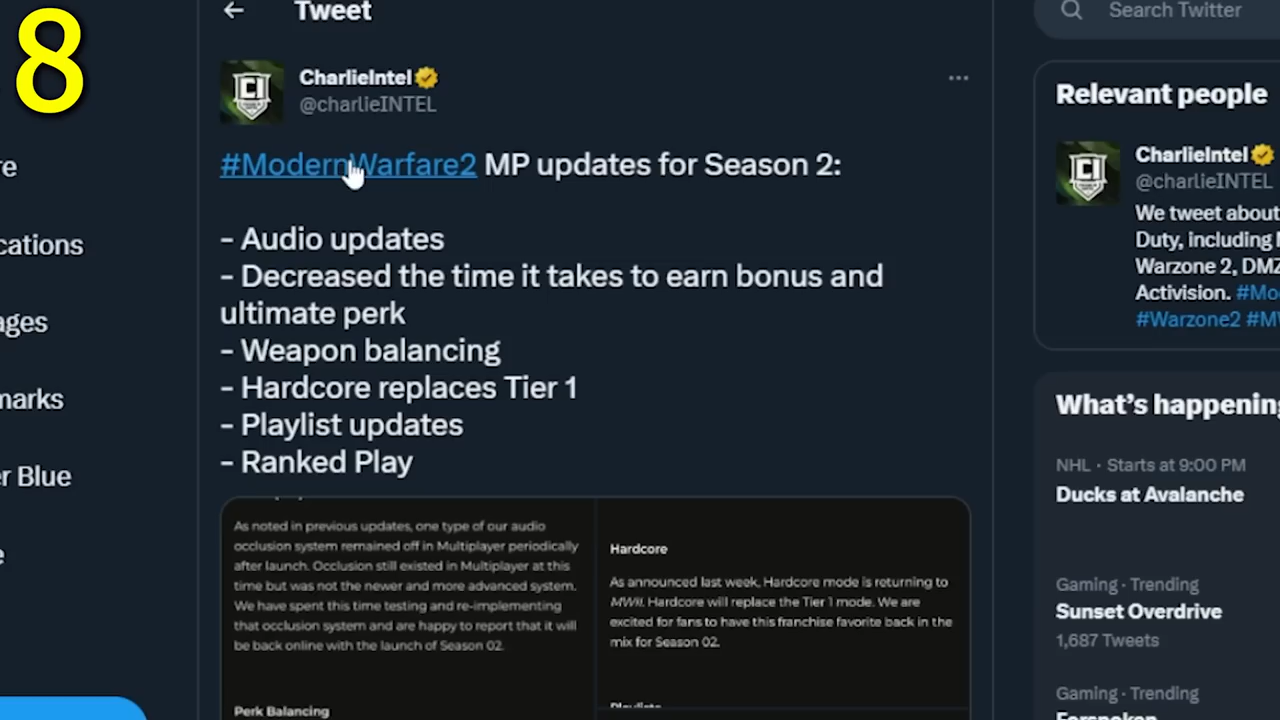 8
Tweet
Search Twitter
CharlieIntel
@charlieINTEL
#ModernWarfare2 MP updates for Season 2:
- Audio updates
- Decreased the time it takes to earn bonus and
ultimate perk
- Weapon balancing
- Hardcore replaces Tier 1
- Playlist updates
- Ranked Play
As noted in previous updates, one type of our audio
occlusion system remained off in Multiplayer periodically
after launch. Occlusion still existed in Multiplayer at this
time but was not the newer and more advanced system.
We have spent this time testing and re-implementing
that occlusion system and are happy to report that it will
be back online with the launch of Season 02.
Perk Balancing
Hardcore
As announced last week, Hardcore mode is returning to
MWII. Hardcore will replace the Tier 1 mode. We are
excited for fans to have this franchise favorite back in the
mix for Season 02.
Playlists
re
cations
ages
marks
r Blue
e
Relevant people
CharlieIntel
@charlieINTEL
We tweet about
Duty, including
Warzone 2, DMZ
Activision. #Mo
#Warzone2 #M
What's happening
NHL · Starts at 9:00 PM
Ducks at Avalanche
Gaming · Trending
Sunset Overdrive
1,687 Tweets
Gaming · Trending
Forspoken